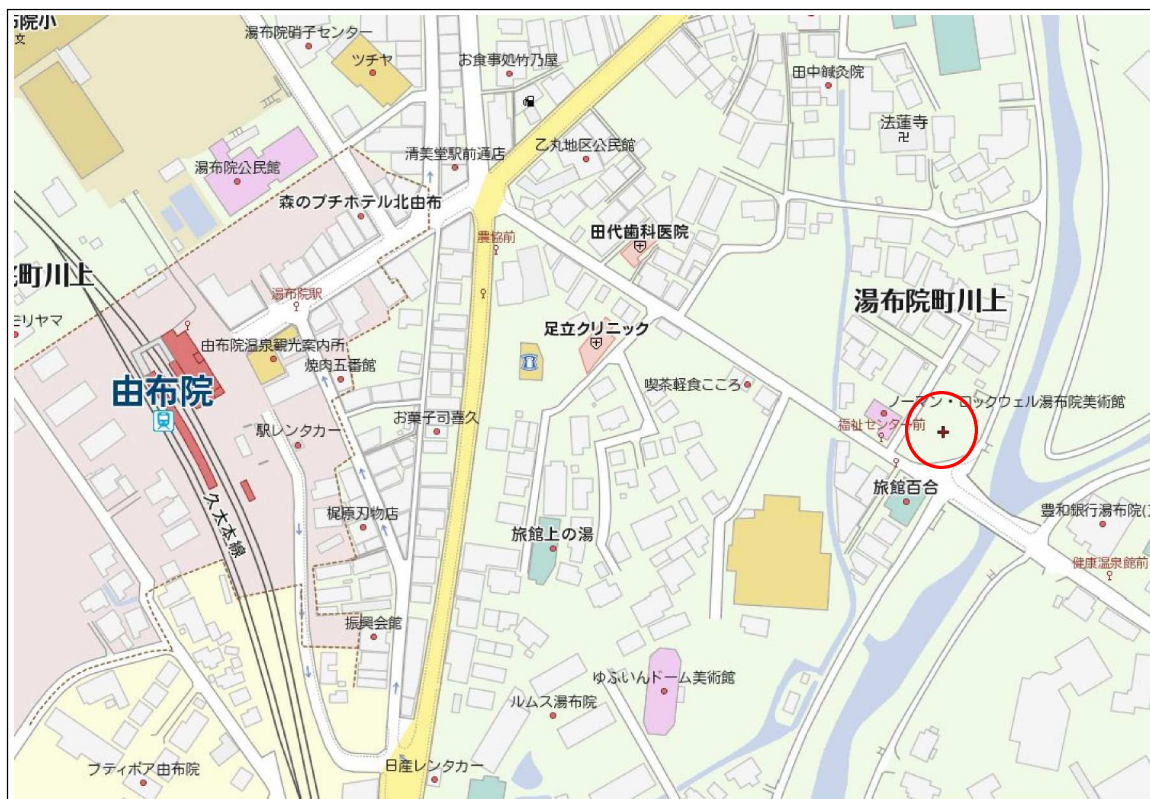 布院小
文
湯布院硝子センター
ツチヤ
お食事処竹乃屋
田中鍼灸院
法蓮寺
卍
湯布院公民館
清美堂駅前通店
乙丸地区公民館
森のプチホテル北由布
田代歯科医院
農協前
院町川上
湯布院駅
湯布院町川上
モリヤマ
由布院温泉観光案内所
焼肉五番館
足立クリニック
由布院
喫茶軽食こころ
ノーマン・ロックウェル湯布院美術館
お菓子司喜久
福祉センター前
駅レンタカー
旅館百合
久大本線
梶原刃物店
旅館上の湯
豊和銀行湯布院(
健康温泉館前
振興会館
ゆふいんドーム美術館
ルムス湯布院
プティポア由布院
日産レンタカー